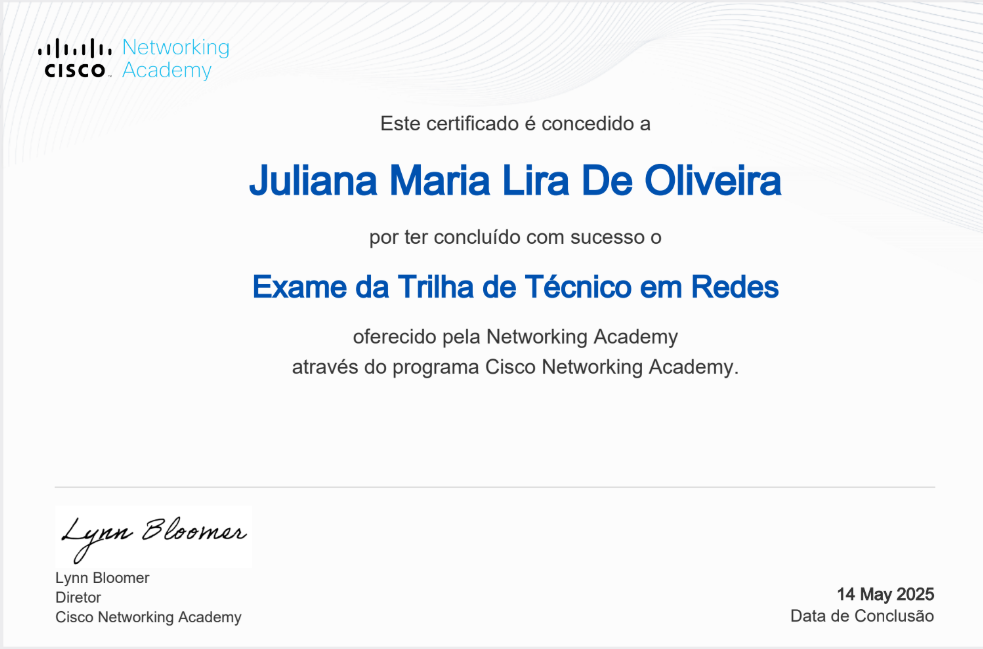 Networking
CISCO Academy
Este certificado é concedido a
Juliana Maria Lira De Oliveira
por ter concluído com sucesso o
Exame da Trilha de Técnico em Redes
oferecido pela Networking Academy
através do programa Cisco Networking Academy.
Lynn Bloomer
Lynn Bloomer
Diretor
Cisco Networking Academy
14 May 2025
Data de Conclusão